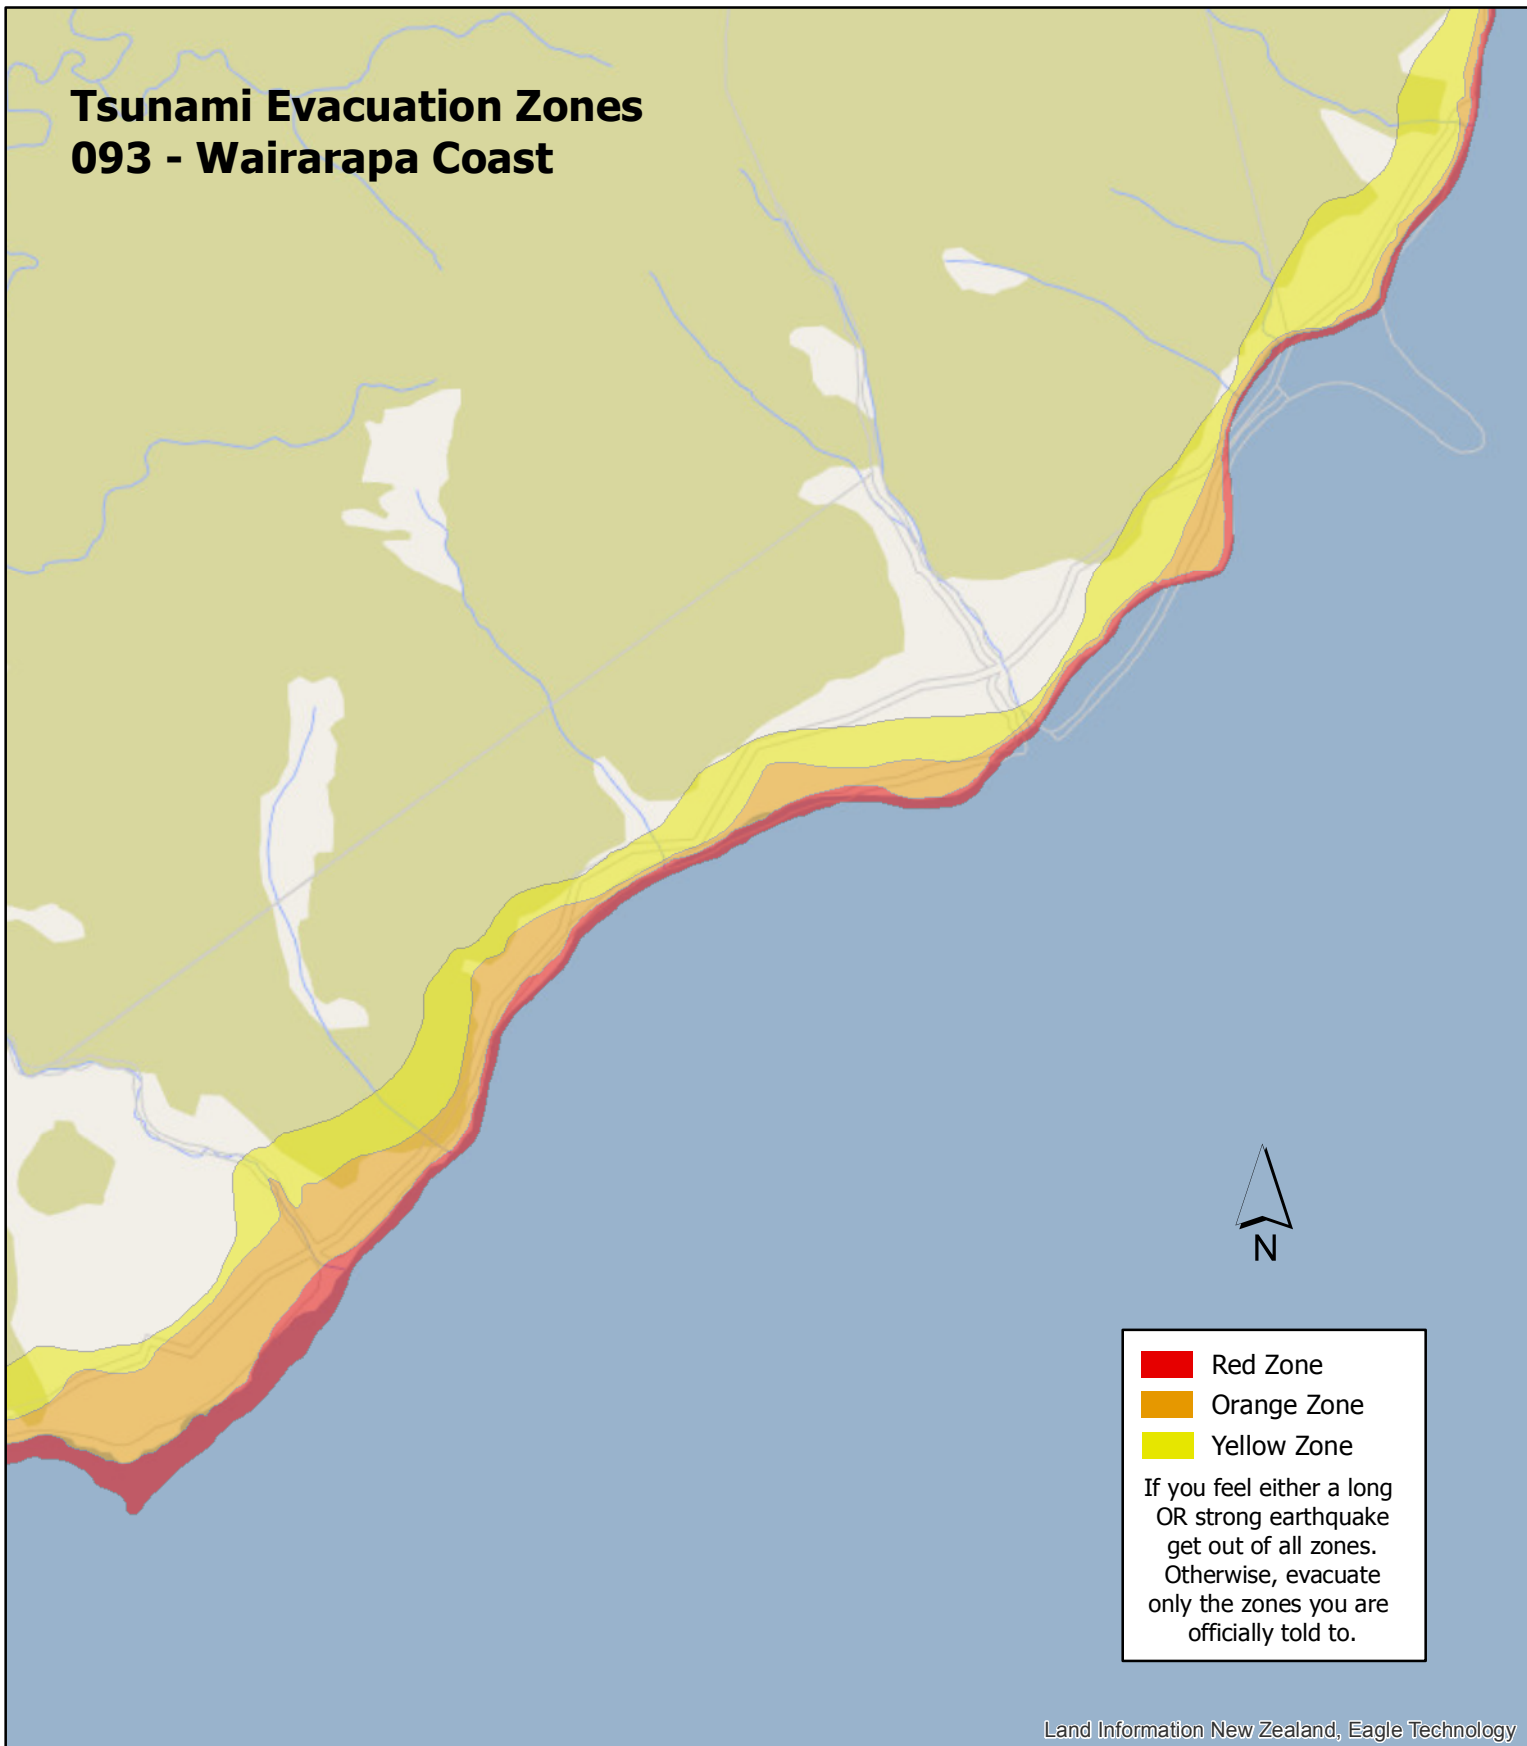 Tsunami Evacuation Zones
093 - Wairarapa Coast
N
Red Zone
Orange Zone
Yellow Zone
If you feel either a long
OR strong earthquake
get out of all zones.
Otherwise, evacuate
only the zones you are
officially told to.
Land Information New Zealand, Eagle Technology